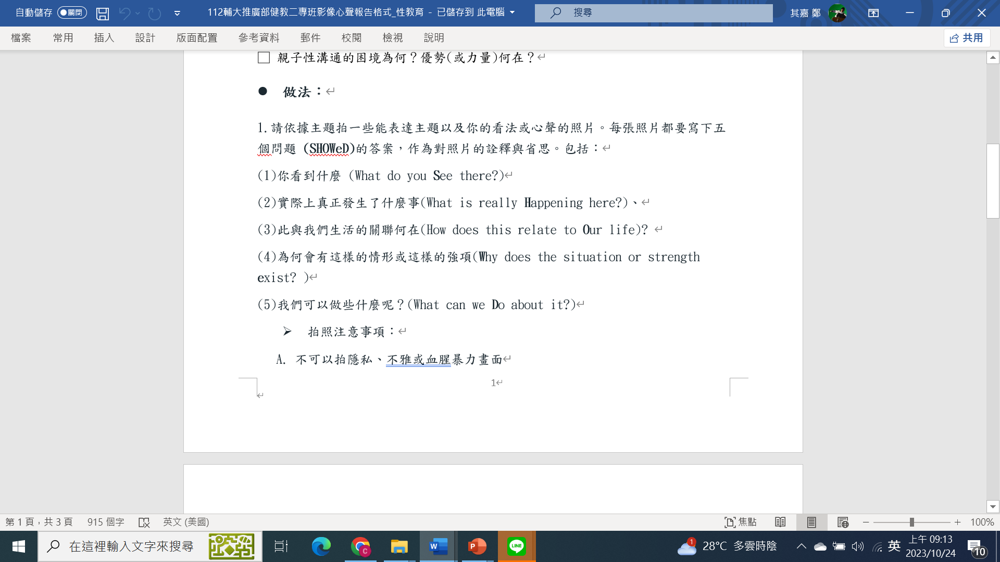 自動儲存 關閉 112輔大推廣部健教二專班影像心聲報告格式_性教育 - 已儲存到 此電腦 搜尋 其嘉 鄭
檔案 常用 插入 設計 版面配置 參考資料 郵件 校閱 檢視 說明 共用
□ 親子性溝通的困境為何？優勢(或力量)何在？
● 做法：
1.請依據主題拍一些能表達主題以及你的看法或心聲的照片。每張照片都要寫下五
個問題 (SHOWeD)的答案，作為對照片的詮釋與省思。包括：
(1)你看到什麼 (What do you See there?)
(2)實際上真正發生了什麼事(What is really Happening here?)、
(3)此與我們生活的關聯何在(How does this relate to Our life)?
(4)為何會有這樣的情形或這樣的強項(Why does the situation or strength
exist? )
(5)我們可以做些什麼呢？(What can we Do about it?)
➢ 拍照注意事項：
A. 不可以拍隱私、不雅或血腥暴力畫面
1
第 1 頁，共 3 頁 915 個字 英文 (美國) 焦點 100%
在這裡輸入文字來搜尋 C W P LINE 1 28°C 多雲時陰 英 上午 09:13
2023/10/24 10